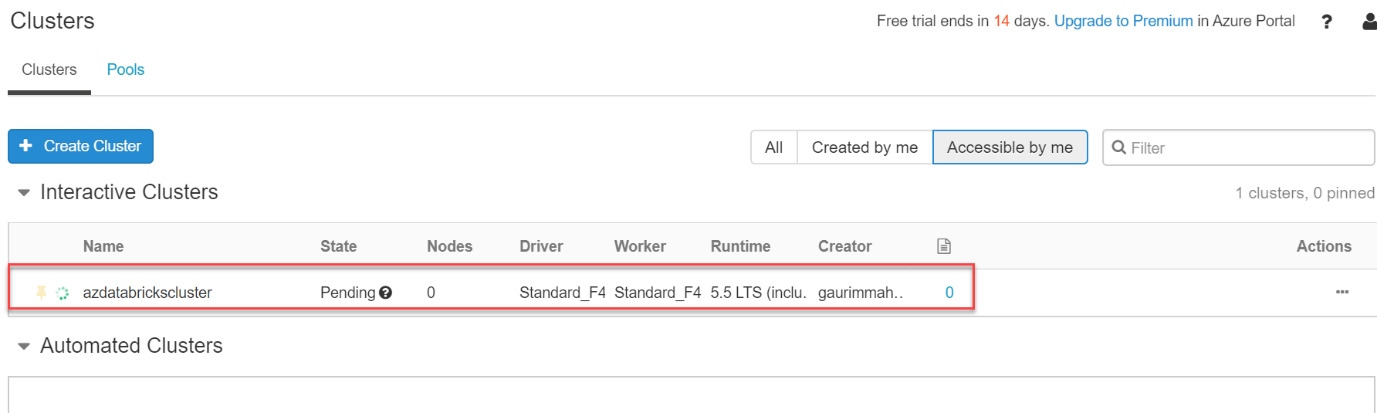 Clusters
Free trial ends in 14 days. Upgrade to Premium in Azure Portal ?
Clusters Pools
+ Create Cluster
All Created by me Accessible by me Filter
Interactive Clusters
1 clusters, 0 pinned
Name State Nodes Driver Worker Runtime Creator Actions
azdatabrickscluster Pending ? 0 Standard_F4 Standard_F4 5.5 LTS (inclu. gaurimmah.. 0 ...
Automated Clusters